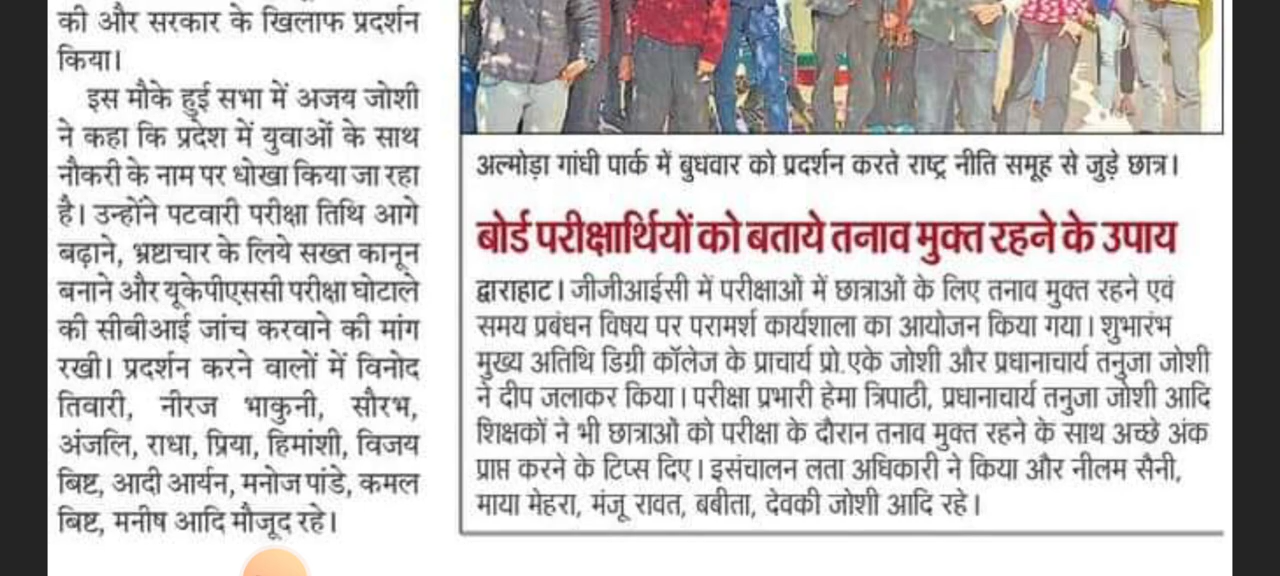 की और सरकार के खिलाफ प्रदर्शन
किया।
इस मौके हुई सभा में अजय जोशी
ने कहा कि प्रदेश में युवाओं के साथ
नौकरी के नाम पर धोखा किया जा रहा
है। उन्होंने पटवारी परीक्षा तिथि आगे
बढ़ाने, भ्रष्टाचार के लिये सख्त कानून
बनाने और यूकेपीएससी परीक्षा घोटाले
की सीबीआई जांच करवाने की मांग
रखी। प्रदर्शन करने वालों में विनोद
तिवारी, नीरज भाकुनी, सौरभ,
अंजलि, राधा, प्रिया, हिमांशी, विजय
बिष्ट, आदी आर्यन, मनोज पांडे, कमल
बिष्ट, मनीष आदि मौजूद रहे।
अल्मोड़ा गांधी पार्क में बुधवार को प्रदर्शन करते राष्ट्र नीति समूह से जुड़े छात्र।
बोर्ड परीक्षार्थियों को बताये तनाव मुक्त रहने के उपाय
द्वाराहाट। जीजीआईसी में परीक्षाओं में छात्राओं के लिए तनाव मुक्त रहने एवं
समय प्रबंधन विषय पर परामर्श कार्यशाला का आयोजन किया गया। शुभारंभ
मुख्य अतिथि डिग्री कॉलेज के प्राचार्य प्रो.एके जोशी और प्रधानाचार्य तनुजा जोशी
ने दीप जलाकर किया। परीक्षा प्रभारी हेमा त्रिपाठी, प्रधानाचार्य तनुजा जोशी आदि
शिक्षकों ने भी छात्राओं को परीक्षा के दौरान तनाव मुक्त रहने के साथ अच्छे अंक
प्राप्त करने के टिप्स दिए। इसंचालन लता अधिकारी ने किया और नीलम सैनी,
माया मेहरा, मंजू रावत, बबीता, देवकी जोशी आदि रहे।